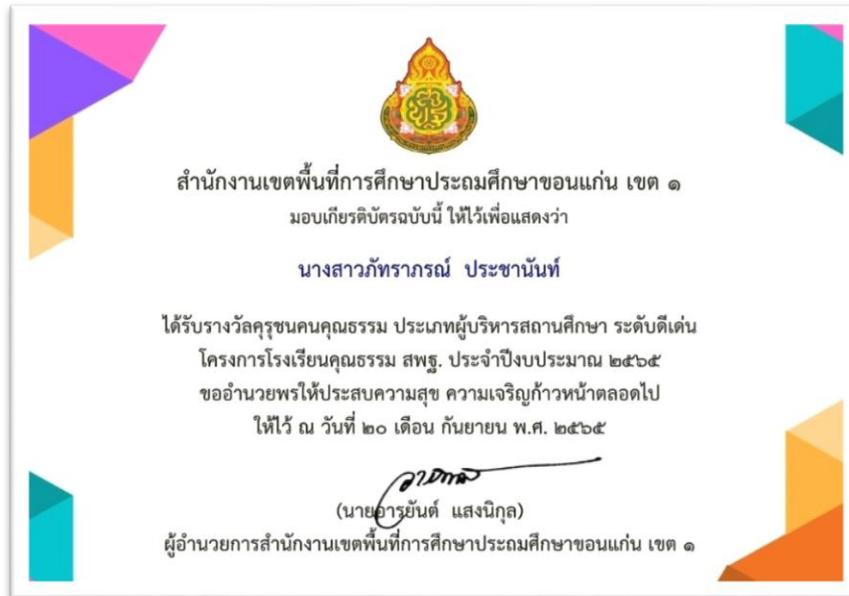 สำนักงานเขตพื้นที่การศึกษาประถมศึกษาขอนแก่น เขต ๑
มอบเกียรติบัตรฉบับนี้ ให้ไว้เพื่อแสดงว่า
นางสาวภัทราภรณ์ ประชานันท์
ได้รับรางวัลคุรุชนคนคุณธรรม ประเภทผู้บริหารสถานศึกษา ระดับดีเด่น
โครงการโรงเรียนคุณธรรม สพฐ. ประจำปีงบประมาณ ๒๕๖๕
ขออำนวยพรให้ประสบความสุข ความเจริญก้าวหน้าตลอดไป
ให้ไว้ ณ วันที่ ๒๐ เดือน กันยายน พ.ศ. ๒๕๖๕
(นายอารยันต์ แสงนิกุล)
ผู้อำนวยการสำนักงานเขตพื้นที่การศึกษาประถมศึกษาขอนแก่น เขต ๑